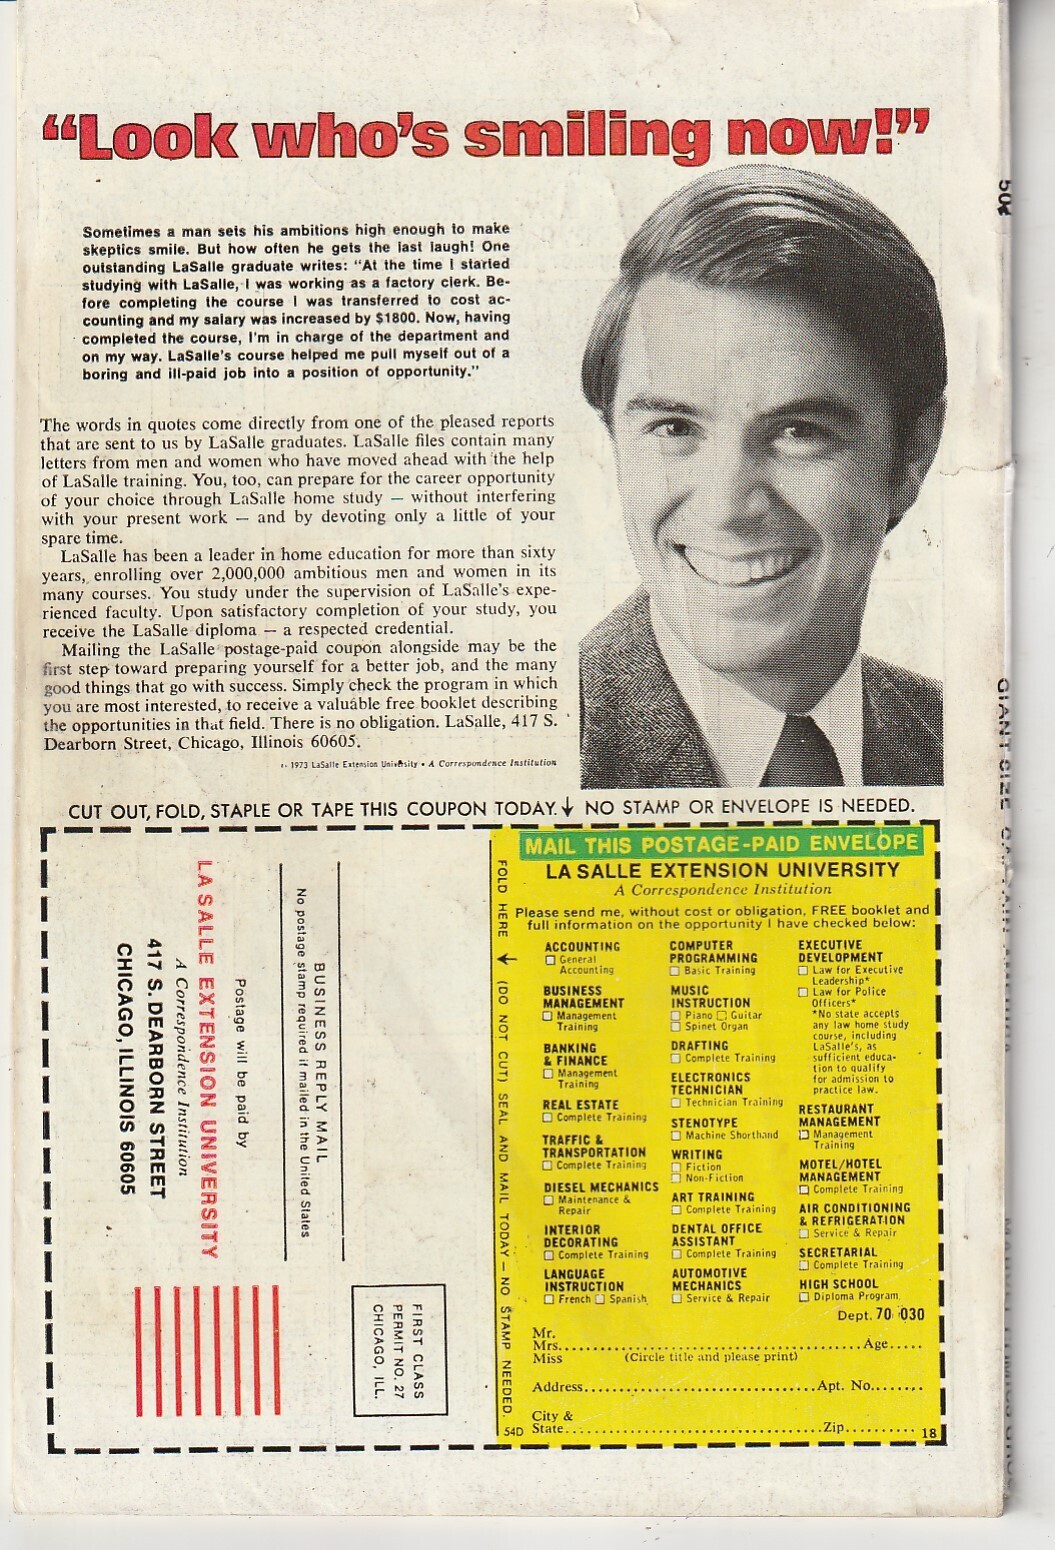 “Look who’s smiling now!”
50¢
Sometimes a man sets his ambitions high enough to make
skeptics smile. But how often he gets the last laugh! One
outstanding LaSalle graduate writes: “At the time I started
studying with LaSalle, I was working as a factory clerk. Be-
fore completing the course I was transferred to cost ac-
counting and my salary was increased by $1800. Now, having
completed the course, I’m in charge of the department and
on my way. LaSalle’s course helped me pull myself out of a
boring and ill-paid job into a position of opportunity.”
The words in quotes come directly from one of the pleased reports
that are sent to us by LaSalle graduates. LaSalle files contain many
letters from men and women who have moved ahead with the help
of LaSalle training. You, too, can prepare for the career opportunity
of your choice through LaSalle home study — without interfering
with your present work — and by devoting only a little of your
spare time.
LaSalle has been a leader in home education for more than sixty
years, enrolling over 2,000,000 ambitious men and women in its
many courses. You study under the supervision of LaSalle’s expe-
rienced faculty. Upon satisfactory completion of your study, you
receive the LaSalle diploma — a respected credential.
Mailing the LaSalle postage-paid coupon alongside may be the
first step toward preparing yourself for a better job, and the many
good things that go with success. Simply check the program in which
you are most interested, to receive a valuable free booklet describing
the opportunities in that field. There is no obligation. LaSalle, 417 S.
Dearborn Street, Chicago, Illinois 60605.
1973 LaSalle Extension University • A Correspondence Institution
GIANT-SIZE
CUT OUT, FOLD, STAPLE OR TAPE THIS COUPON TODAY. NO STAMP OR ENVELOPE IS NEEDED.
BUSINESS REPLY MAIL
No postage stamp required if mailed in the United States
Postage will be paid by
LA SALLE EXTENSION UNIVERSITY
A Correspondence Institution
417 S. DEARBORN STREET
CHICAGO, ILLINOIS 60605
FIRST CLASS
PERMIT NO. 27
CHICAGO, ILL.
FOLD HERE (DO NOT CUT) SEAL AND MAIL TODAY — NO STAMP NEEDED.
MAIL THIS POSTAGE-PAID ENVELOPE
LA SALLE EXTENSION UNIVERSITY
A Correspondence Institution
Please send me, without cost or obligation, FREE booklet and
full information on the opportunity I have checked below:
ACCOUNTING
General
Accounting
BUSINESS
MANAGEMENT
Management
Training
BANKING
& FINANCE
Management
Training
REAL ESTATE
Complete Training
TRAFFIC &
TRANSPORTATION
Complete Training
DIESEL MECHANICS
Maintenance &
Repair
INTERIOR
DECORATING
Complete Training
LANGUAGE
INSTRUCTION
French Spanish
COMPUTER
PROGRAMMING
Basic Training
MUSIC
INSTRUCTION
Piano Guitar
Spinet Organ
DRAFTING
Complete Training
ELECTRONICS
TECHNICIAN
Technician Training
STENOTYPE
Machine Shorthand
WRITING
Fiction
Non-Fiction
ART TRAINING
Complete Training
DENTAL OFFICE
ASSISTANT
Complete Training
AUTOMOTIVE
MECHANICS
Service & Repair
EXECUTIVE
DEVELOPMENT
Law for Executive
Leadership*
Law for Police
Officers*
*No state accepts
any law home study
course, including
LaSalle’s, as
sufficient educa-
tion to qualify
for admission to
practice law.
RESTAURANT
MANAGEMENT
Management
Training
MOTEL/HOTEL
MANAGEMENT
Complete Training
AIR CONDITIONING
& REFRIGERATION
Service & Repair
SECRETARIAL
Complete Training
HIGH SCHOOL
Diploma Program
Dept. 70 030
Mr.
Mrs. Age
Miss (Circle title and please print)
Address Apt. No.
City &
State Zip
54D
18